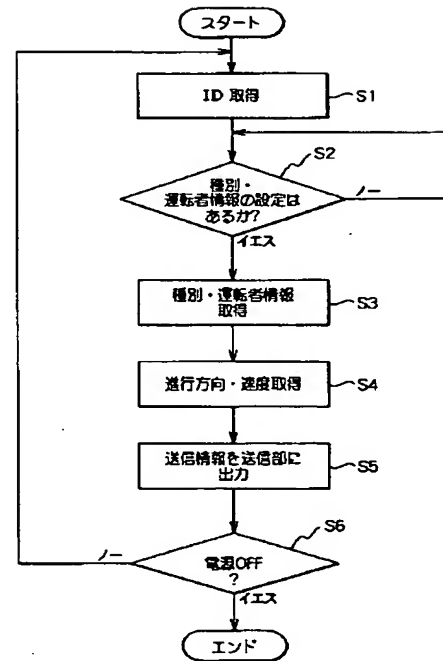 スタート
ID 取得
S1
S2
種別・
運転者情報の設定は
あるか?
ノー
イエス
種別・運転者情報
取得
S3
進行方向・速度取得
S4
送信情報を送信部に
出力
S5
S6
電源OFF
?
ノー
イエス
エンド